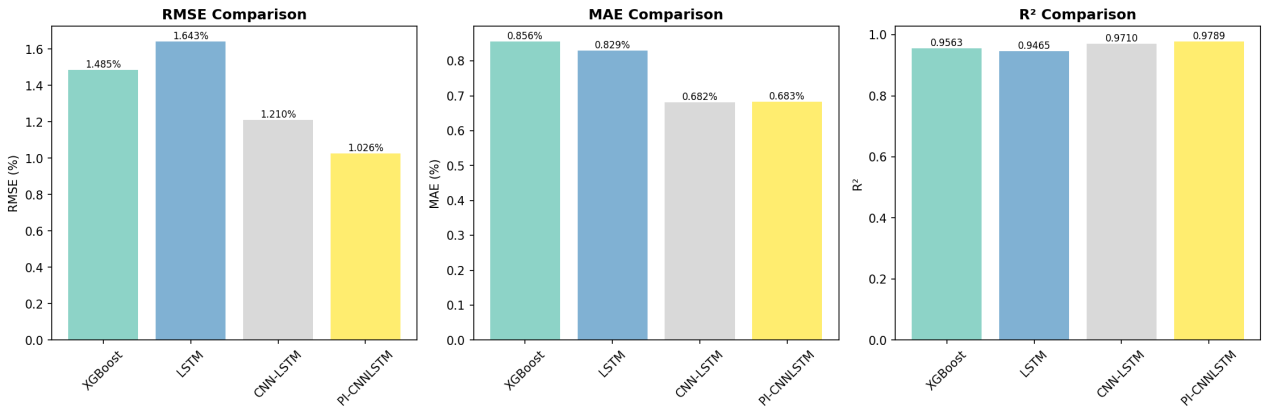 RMSE Comparison
RMSE (%)
1.6
1.4
1.2
1.0
0.8
0.6
0.4
0.2
0.0
1.485%
1.643%
1.210%
1.026%
XGBoost
LSTM
CNN-LSTM
PI-CNNLSTM
MAE Comparison
MAE (%)
0.8
0.7
0.6
0.5
0.4
0.3
0.2
0.1
0.0
0.856%
0.829%
0.682%
0.683%
XGBoost
LSTM
CNN-LSTM
PI-CNNLSTM
R² Comparison
R²
1.0
0.8
0.6
0.4
0.2
0.0
0.9563
0.9465
0.9710
0.9789
XGBoost
LSTM
CNN-LSTM
PI-CNNLSTM